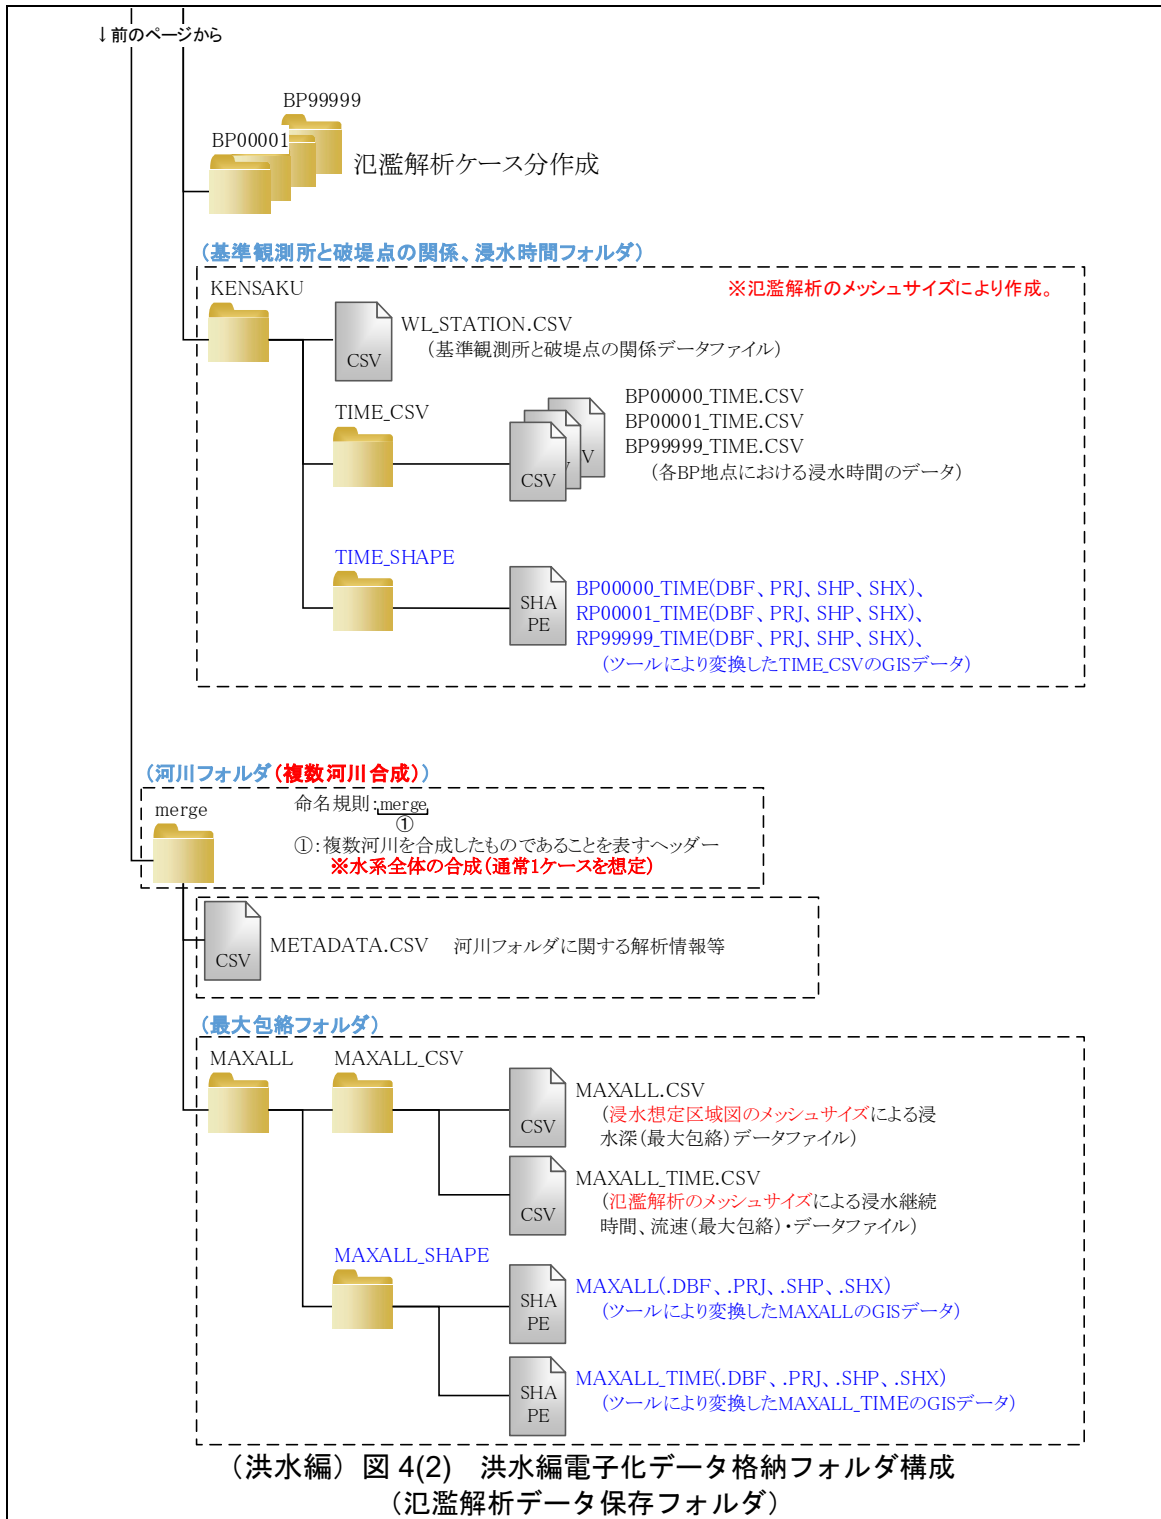 ↓前のページから
BP99999
BP00001
氾濫解析ケース分作成
(基準観測所と破堤点の関係、浸水時間フォルダ)
KENSAKU
※氾濫解析のメッシュサイズにより作成。
CSV
WL_STATION.CSV
(基準観測所と破堤点の関係データファイル)
TIME_CSV
CSV
V
V
BP00000_TIME.CSV
BP00001_TIME.CSV
BP99999_TIME.CSV
(各BP地点における浸水時間のデータ)
TIME_SHAPE
SHA
PE
BP00000_TIME(DBF、PRJ、SHP、SHX)、
RP00001_TIME(DBF、PRJ、SHP、SHX)、
RP99999_TIME(DBF、PRJ、SHP、SHX)、
(ツールにより変換したTIME_CSVのGISデータ)
(河川フォルダ(複数河川合成))
merge
命名規則:merge
①
①:複数河川を合成したものであることを表すヘッダー
※水系全体の合成(通常1ケースを想定)
CSV
METADATA.CSV 河川フォルダに関する解析情報等
(最大包絡フォルダ)
MAXALL
MAXALL_CSV
CSV
MAXALL.CSV
(浸水想定区域図のメッシュサイズによる浸
水深(最大包絡)データファイル)
CSV
MAXALL_TIME.CSV
(氾濫解析のメッシュサイズによる浸水継続
時間、流速(最大包絡)・データファイル)
MAXALL_SHAPE
SHA
PE
MAXALL(.DBF、.PRJ、.SHP、.SHX)
(ツールにより変換したMAXALLのGISデータ)
SHA
PE
MAXALL_TIME(.DBF、.PRJ、.SHP、.SHX)
(ツールにより変換したMAXALL_TIMEのGISデータ)
(洪水編)図 4(2) 洪水編電子化データ格納フォルダ構成
(氾濫解析データ保存フォルダ)